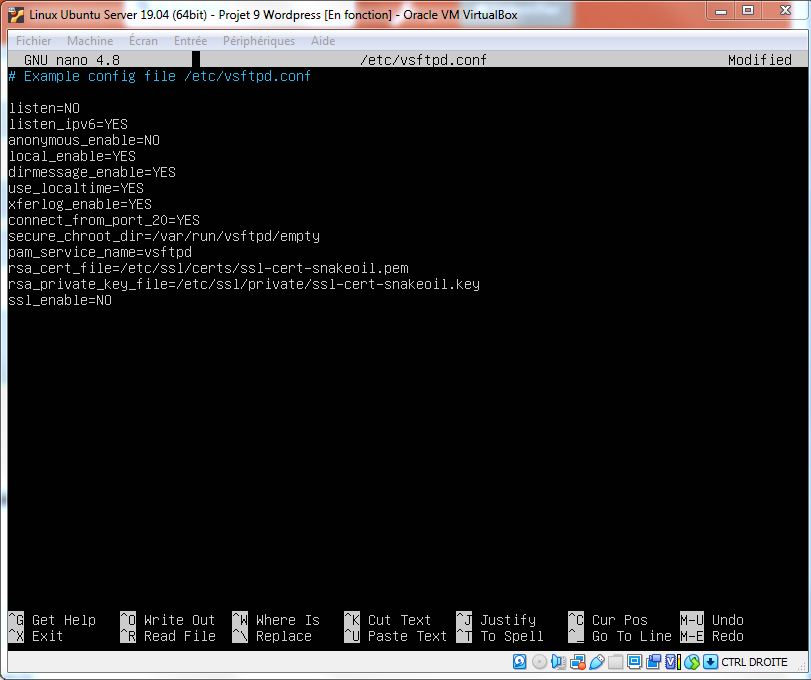 Linux Ubuntu Server 19.04 (64bit) - Projet 9 Wordpress [En fonction] - Oracle VM VirtualBox
Fichier Machine Écran Entrée Périphériques Aide
GNU nano 4.8 /etc/vsftpd.conf Modified
# Example config file /etc/vsftpd.conf
listen=NO
listen_ipv6=YES
anonymous_enable=NO
local_enable=YES
dirmessage_enable=YES
use_localtime=YES
xferlog_enable=YES
connect_from_port_20=YES
secure_chroot_dir=/var/run/vsftpd/empty
pam_service_name=vsftpd
rsa_cert_file=/etc/ssl/certs/ssl-cert-snakeoil.pem
rsa_private_key_file=/etc/ssl/private/ssl-cert-snakeoil.key
ssl_enable=NO
^G Get Help ^O Write Out ^W Where Is ^K Cut Text ^J Justify ^C Cur Pos M-U Undo
^X Exit ^R Read File ^\ Replace ^U Paste Text ^T To Spell ^_ Go To Line M-E Redo
CTRL DROITE